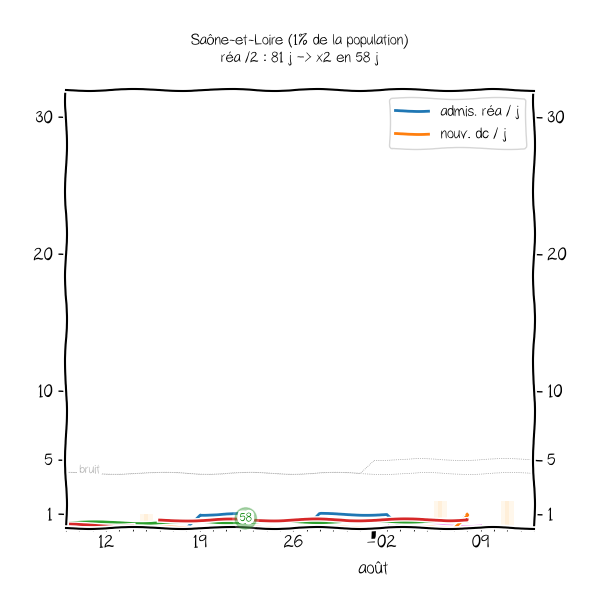 Saône-et-Loire (1% de la population)
réa /2 : 81 j -> x2 en 58 j
admis. réa / j
nouv. dc / j
30
30
20
20
10
10
5
5
bruit
1
58
1
12
19
26
02
09
août